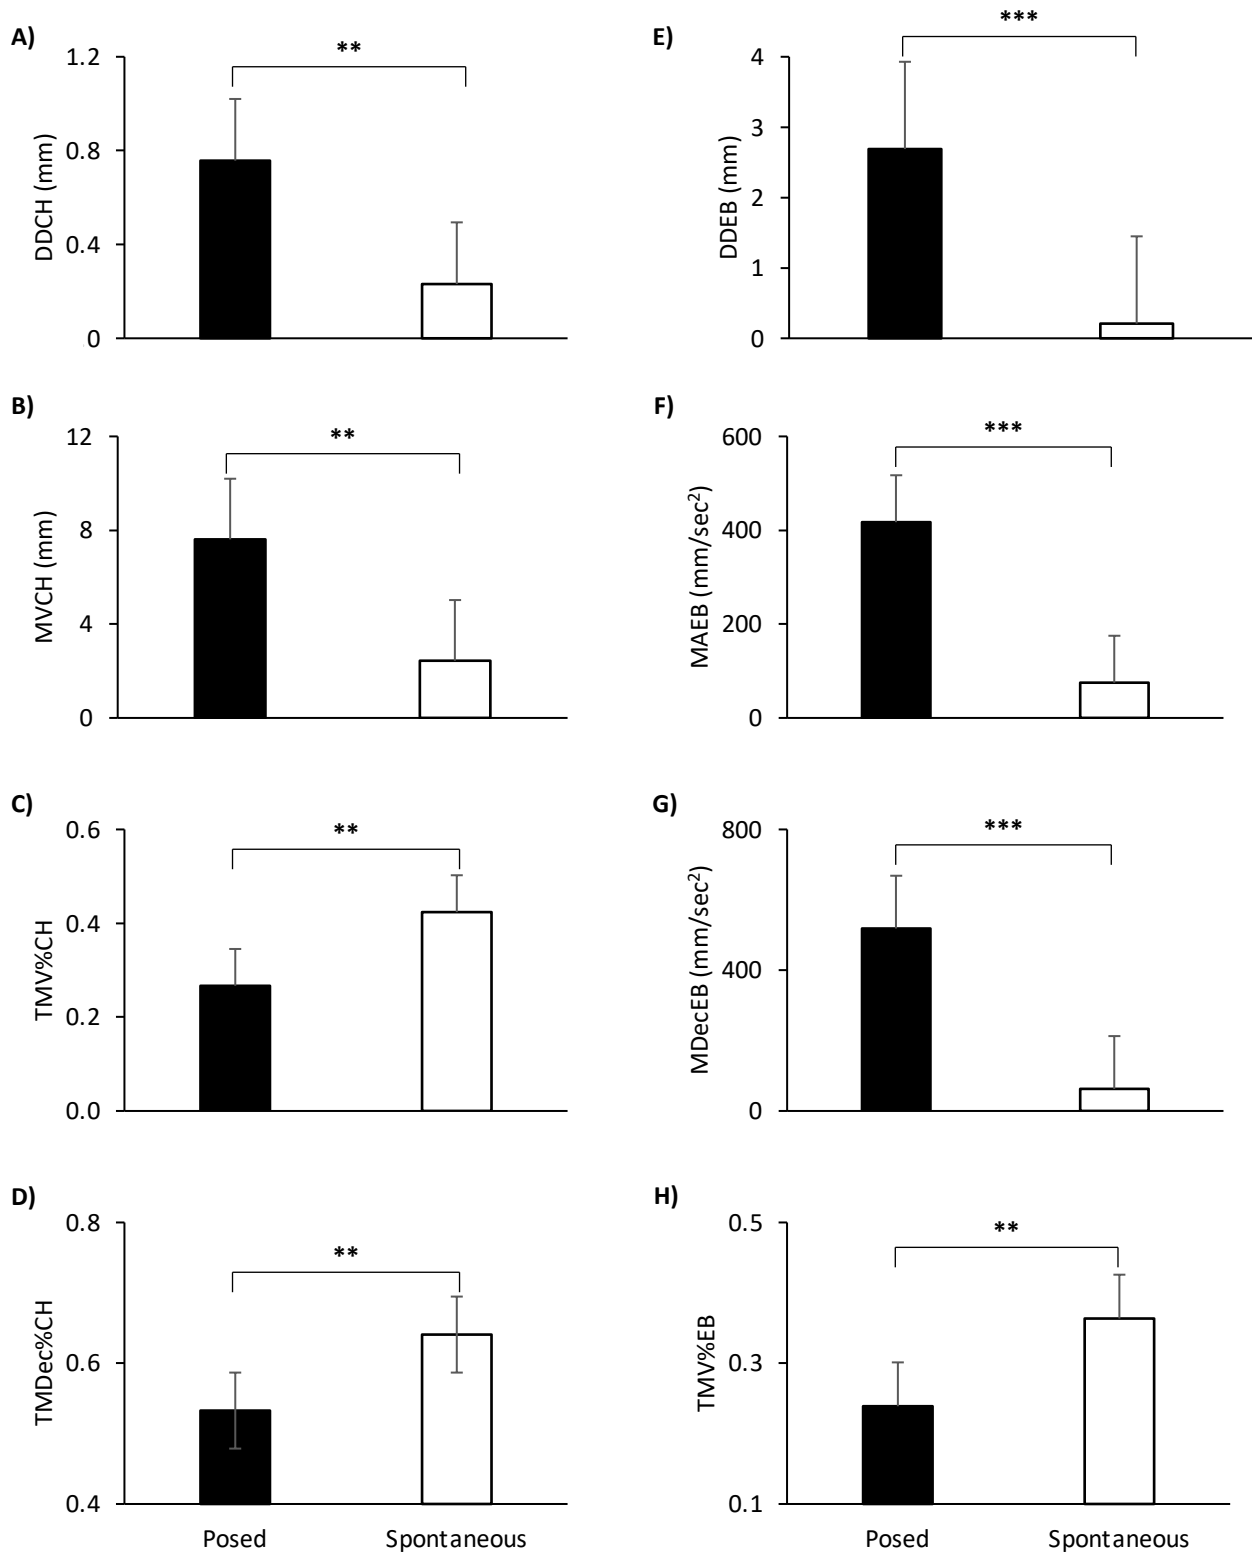 A)
**
1.2
0.8
0.4
0
DDCH (mm)
B)
**
12
8
4
0
MVCH (mm)
C)
**
0.6
0.4
0.2
0.0
TMV%CH
D)
**
0.8
0.6
0.4
TMDec%CH
Posed
Spontaneous
E)
***
4
3
2
1
0
DDEB (mm)
F)
***
600
400
200
0
MAEB (mm/sec²)
G)
***
800
400
0
MDecEB (mm/sec²)
H)
**
0.5
0.3
0.1
TMV%EB
Posed
Spontaneous